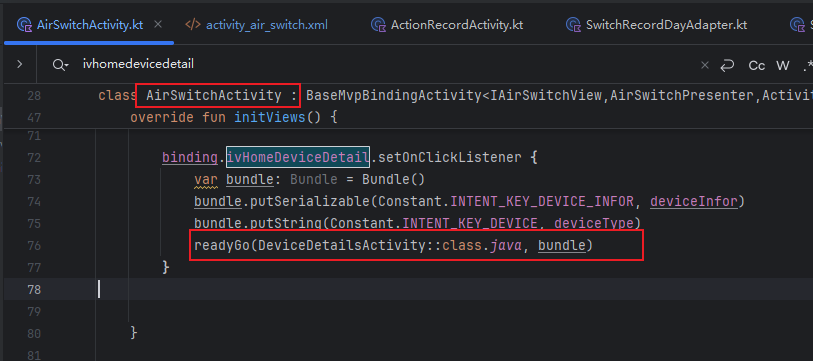 AirSwitchActivity.kt × </> activity_air_switch.xml ActionRecordActivity.kt SwitchRecordDayAdapter.kt
ivhomedevicedetail × Cc W .*
28 class AirSwitchActivity : BaseMvpBindingActivity<IAirSwitchView,AirSwitchPresenter,Activit
47 override fun initViews() {
71
72 binding.ivHomeDeviceDetail.setOnClickListener {
73 var bundle: Bundle = Bundle()
74 bundle.putSerializable(Constant.INTENT_KEY_DEVICE_INFOR, deviceInfor)
75 bundle.putString(Constant.INTENT_KEY_DEVICE, deviceType)
76 readyGo(DeviceDetailsActivity::class.java, bundle)
77 }
78
79
80 }
81